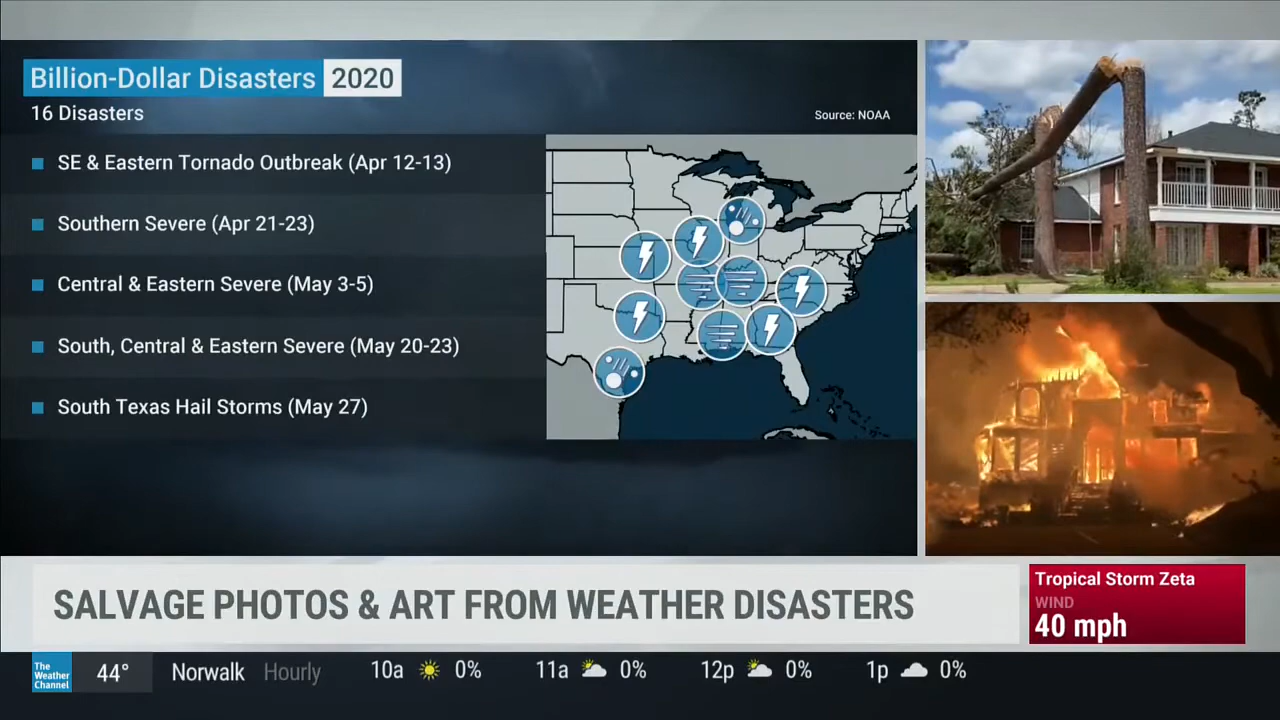 Billion-Dollar Disasters 2020
16 Disasters
Source: NOAA
SE & Eastern Tornado Outbreak (Apr 12-13)
Southern Severe (Apr 21-23)
Central & Eastern Severe (May 3-5)
South, Central & Eastern Severe (May 20-23)
South Texas Hail Storms (May 27)
SALVAGE PHOTOS & ART FROM WEATHER DISASTERS
Tropical Storm Zeta
WIND
40 mph
The
Weather
Channel
44° Norwalk Hourly 10a 0% 11a 0% 12p 0% 1p 0%